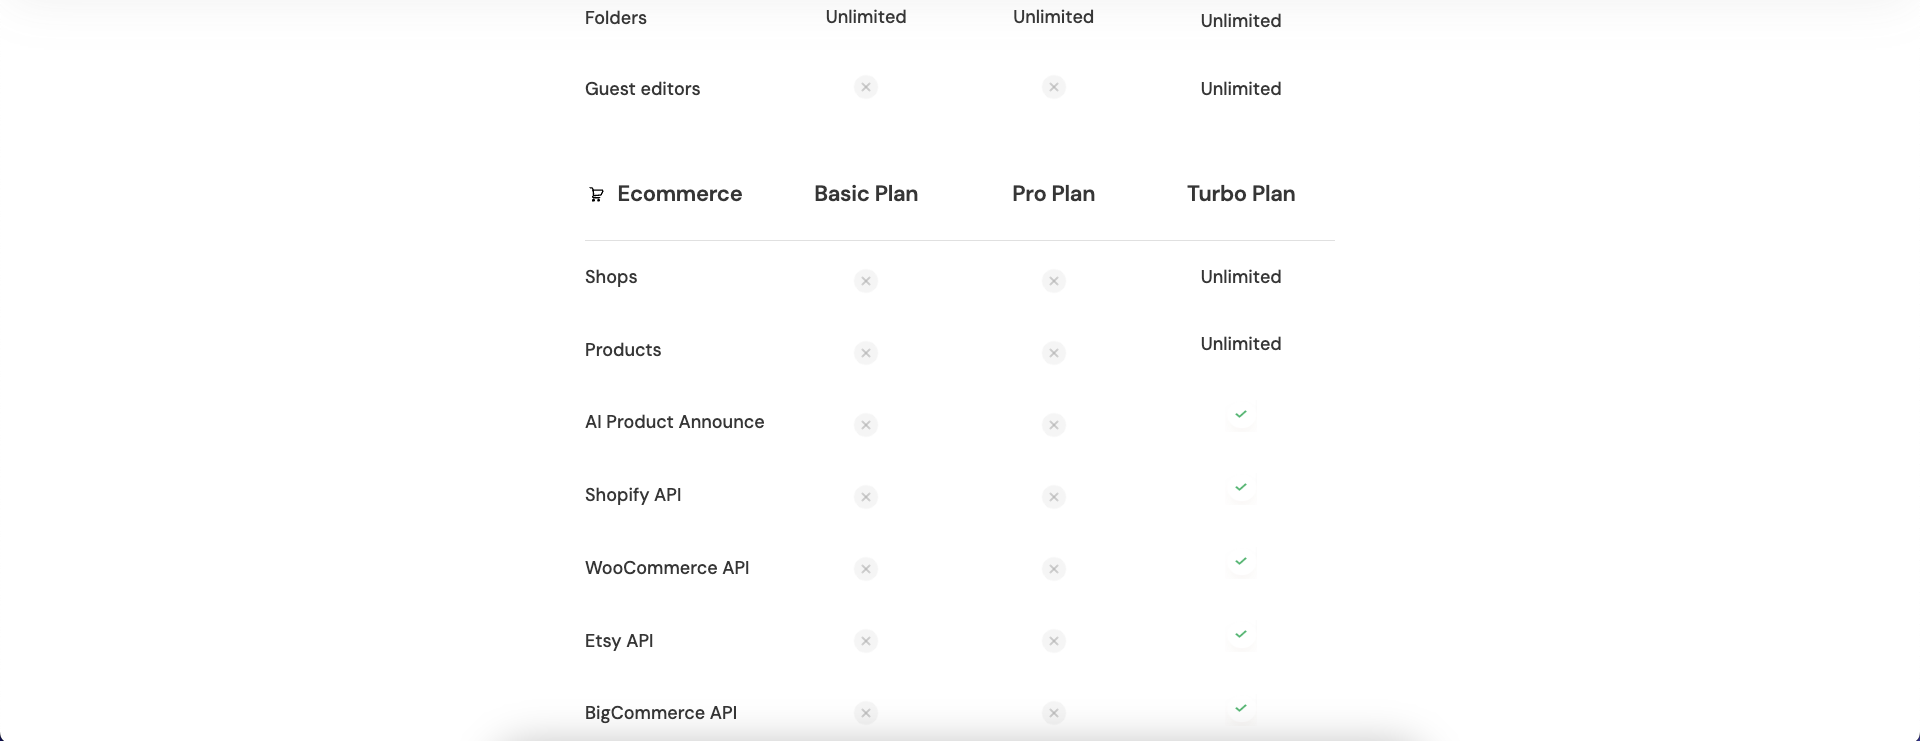 Folders Unlimited Unlimited Unlimited
Guest editors Unlimited
Ecommerce Basic Plan Pro Plan Turbo Plan
Shops Unlimited
Products Unlimited
AI Product Announce
Shopify API
WooCommerce API
Etsy API
BigCommerce API